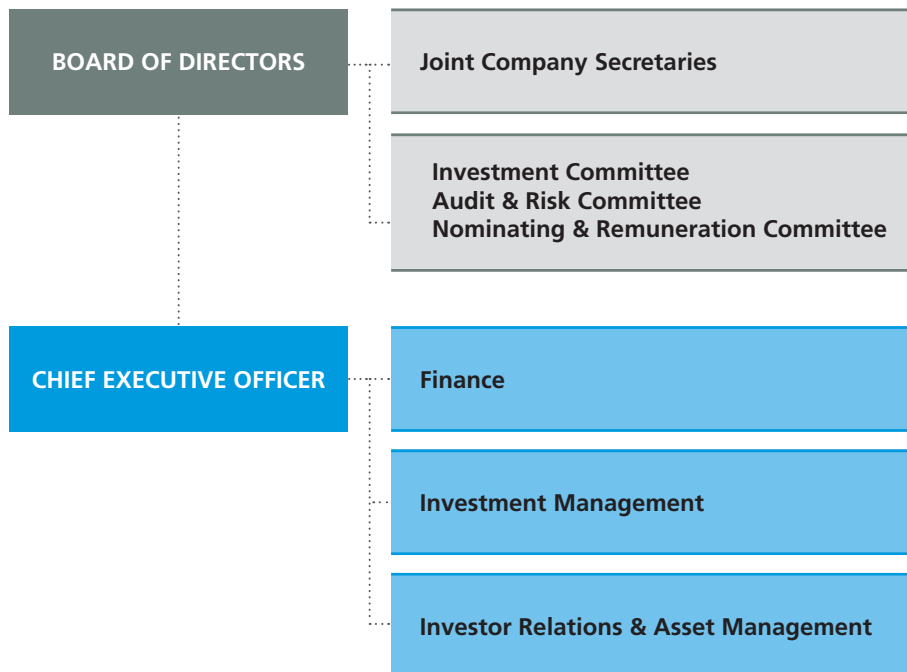 BOARD OF DIRECTORS
Joint Company Secretaries
Investment Committee
Audit & Risk Committee
Nominating & Remuneration Committee
CHIEF EXECUTIVE OFFICER
Finance
Investment Management
Investor Relations & Asset Management